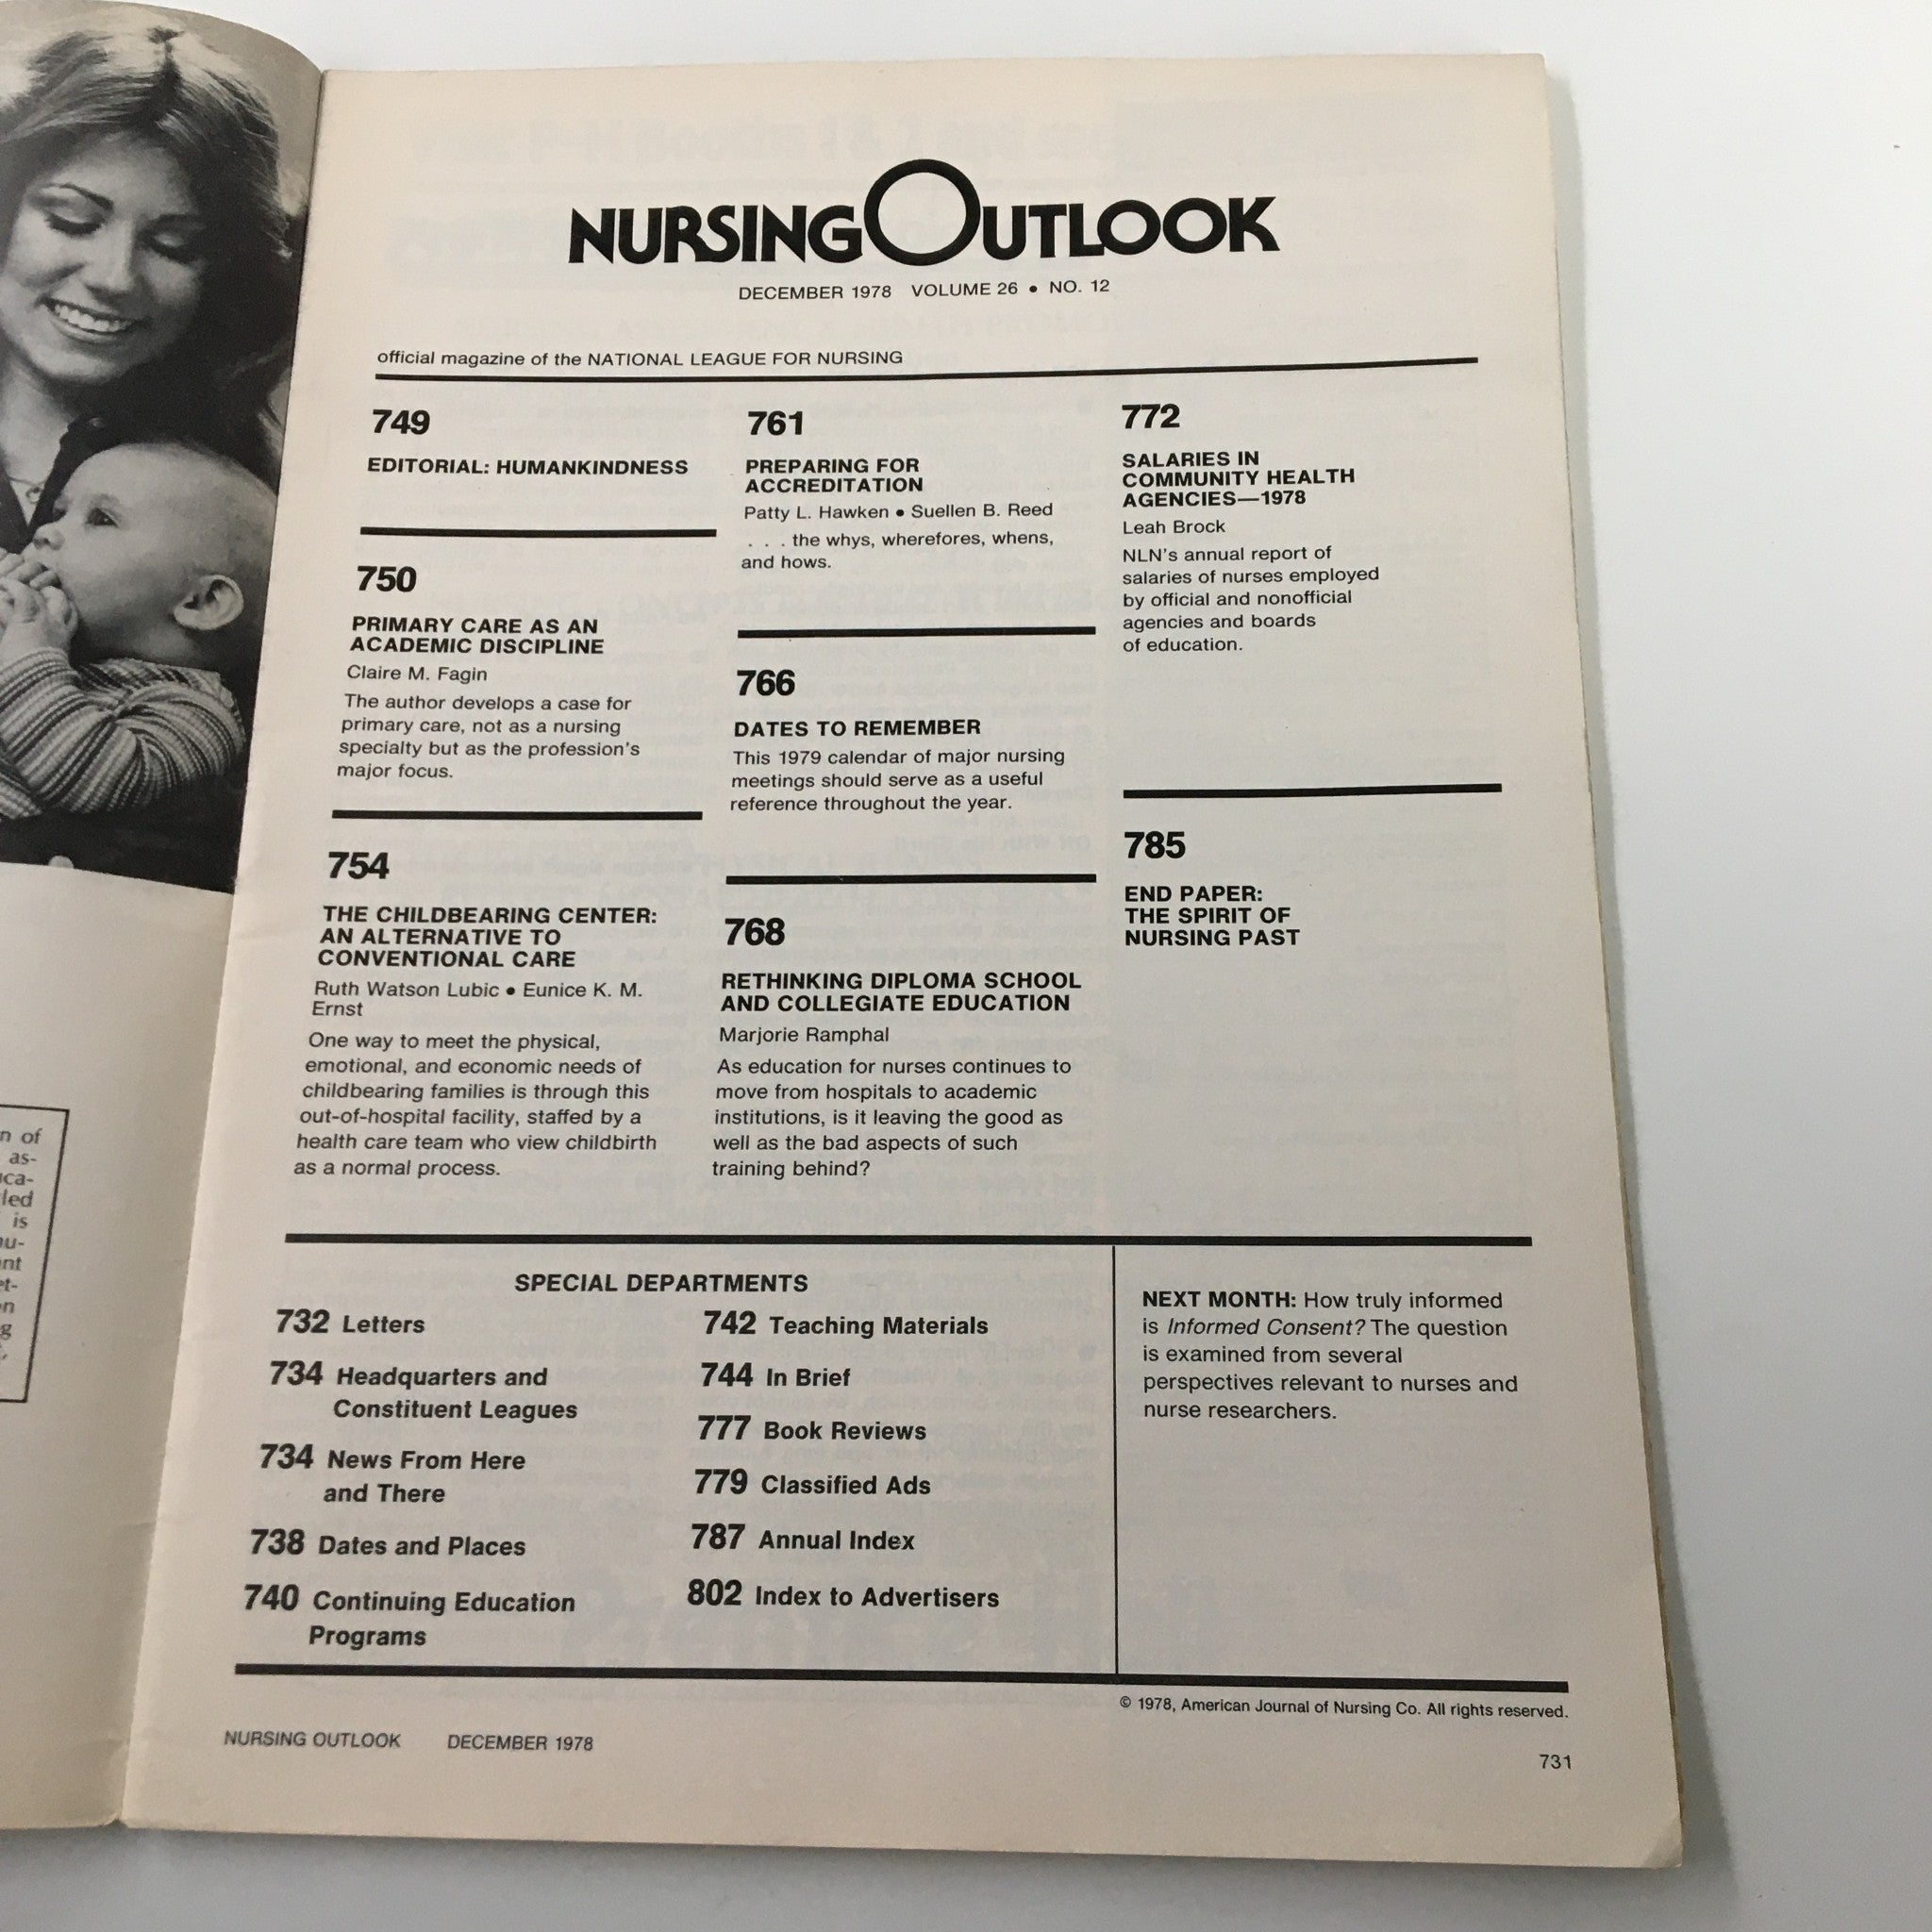 NURSING OUTLOOK
DECEMBER 1978 VOLUME 26 • NO. 12
official magazine of the NATIONAL LEAGUE FOR NURSING
749
EDITORIAL: HUMANKINDNESS
750
PRIMARY CARE AS AN
ACADEMIC DISCIPLINE
Claire M. Fagin
The author develops a case for
primary care, not as a nursing
specialty but as the profession's
major focus.
754
THE CHILDBEARING CENTER:
AN ALTERNATIVE TO
CONVENTIONAL CARE
Ruth Watson Lubic • Eunice K. M.
Ernst
One way to meet the physical,
emotional, and economic needs of
childbearing families is through this
out-of-hospital facility, staffed by a
health care team who view childbirth
as a normal process.
761
PREPARING FOR
ACCREDITATION
Patty L. Hawken • Suellen B. Reed
. . . the whys, wherefores, whens,
and hows.
766
DATES TO REMEMBER
This 1979 calendar of major nursing
meetings should serve as a useful
reference throughout the year.
768
RETHINKING DIPLOMA SCHOOL
AND COLLEGIATE EDUCATION
Marjorie Ramphal
As education for nurses continues to
move from hospitals to academic
institutions, is it leaving the good as
well as the bad aspects of such
training behind?
772
SALARIES IN
COMMUNITY HEALTH
AGENCIES—1978
Leah Brock
NLN's annual report of
salaries of nurses employed
by official and nonofficial
agencies and boards
of education.
785
END PAPER:
THE SPIRIT OF
NURSING PAST
SPECIAL DEPARTMENTS
732 Letters
734 Headquarters and
Constituent Leagues
734 News From Here
and There
738 Dates and Places
740 Continuing Education
Programs
742 Teaching Materials
744 In Brief
777 Book Reviews
779 Classified Ads
787 Annual Index
802 Index to Advertisers
NEXT MONTH: How truly informed
is Informed Consent? The question
is examined from several
perspectives relevant to nurses and
nurse researchers.
© 1978, American Journal of Nursing Co. All rights reserved.
NURSING OUTLOOK DECEMBER 1978
731
n of
as-
led
is